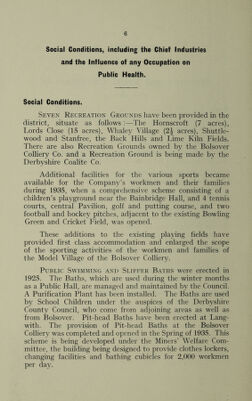 6
Social Conditions, including the Chief Industries
and the Influence of any Occupation on
Public Health.
Social Conditions.
SEVEN RECREATION GROUNDS have been provided in the
district, situate as follows :—The Hornscroft (7 acres),
Lords Close (15 acres), Whaley Village (2½ acres), Shuttle-
wood and Stanfree, the Back Hills and Lime Kiln Fields.
There are also Recreation Grounds owned by the Bolsover
Colliery Co. and a Recreation Ground is being made by the
Derbyshire Coalite Co.
Additional facilities for the various sports became
available for the Company's workmen and their families
during 1935, when a comprehensive scheme consisting of a
children's playground near the Bainbridge Hall, and 4 tennis
courts, central Pavilion, golf and putting course, and two
football and hockey pitches, adjacent to the existing Bowling
Green and Cricket Field, was opened.
These additions to the existing playing fields have
provided first class accommodation and enlarged the scope
of the sporting activities of the workmen and families of
the Model Village of the Bolsover Colliery.
PUBLIC SWIMMING AND SLIPPER BATHS were erected in
1925. The Baths, which are used during the winter months
as a Public Hall, are managed and maintained by the Council.
A Purification Plant has been installed. The Baths are used
by School Children under the auspices of the Derbyshire
County Council, who come from adjoining areas as well as
from Bolsover. Pit-head Baths have been erected at Lang-
with. The provision of Pit-head Baths at the Bolsover
Colliery was completed and opened in the Spring of 1935. This
scheme is being developed under the Miners' Welfare Com-
mittee, the building being designed to provide clothes lockers,
changing facilities and bathing cubicles for 2,000 workmen
per day.